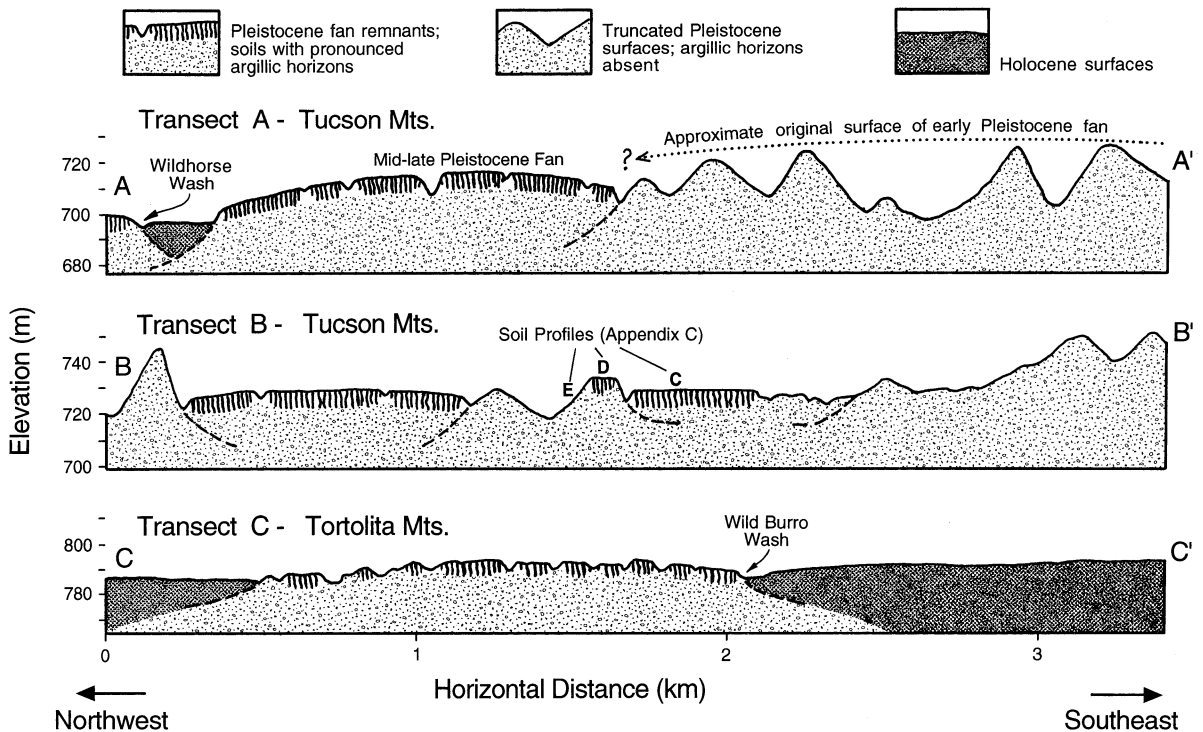 Pleistocene fan remnants;
soils with pronounced
argillic horizons
Truncated Pleistocene
surfaces; argillic horizons
absent
Holocene surfaces
Transect A - Tucson Mts.
Approximate original surface of early Pleistocene fan
?
720
700
680
A
Wildhorse
Wash
Mid-late Pleistocene Fan
A'
Transect B - Tucson Mts.
Soil Profiles (Appendix C)
740
720
700
B
E
D
C
B'
Elevation (m)
Transect C - Tortolita Mts.
Wild Burro
Wash
800
780
C
C'
0
1
2
3
Horizontal Distance (km)
Northwest
Southeast